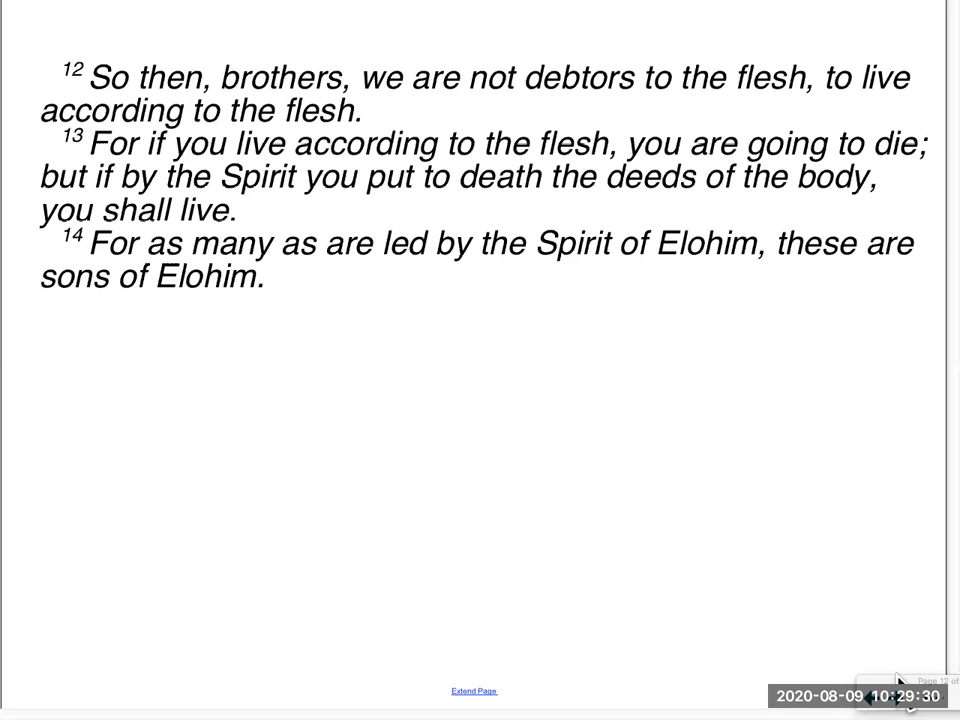 12 So then, brothers, we are not debtors to the flesh, to live
according to the flesh.
13 For if you live according to the flesh, you are going to die;
but if by the Spirit you put to death the deeds of the body,
you shall live.
14 For as many as are led by the Spirit of Elohim, these are
sons of Elohim.
Page 12 of
Extend Page
2020-08-09 10:29:30